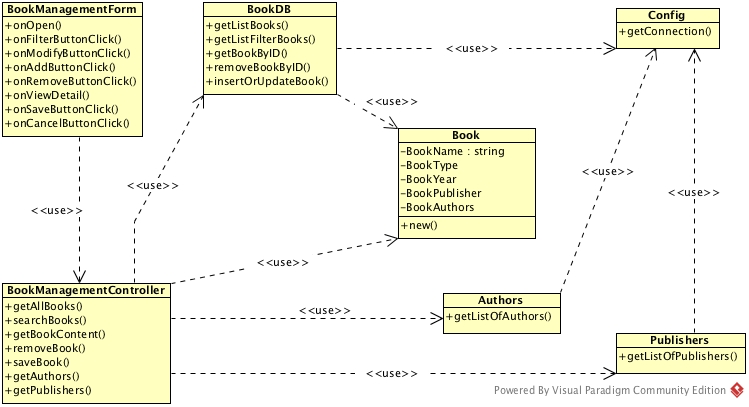 BookManagementForm
+onOpen()
+onFilterButtonClick()
+onModifyButtonClick()
+onAddButtonClick()
+onRemoveButtonClick()
+onViewDetail()
+onSaveButtonClick()
+onCancelButtonClick()
BookDB
+getListBooks()
+getListFilterBooks()
+getBookByID()
+removeBookByID()
+insertOrUpdateBook()
Config
+getConnection()
<<use>>
<<use>>
Book
-BookName : string
-BookType
-BookYear
-BookPublisher
-BookAuthors
+new()
<<use>>
<<use>>
<<use>>
<<use>>
<<use>>
BookManagementController
+getAllBooks()
+searchBooks()
+getBookContent()
+removeBook()
+saveBook()
+getAuthors()
+getPublishers()
<<use>>
Authors
+getListOfAuthors()
<<use>>
Publishers
+getListOfPublishers()
Powered By Visual Paradigm Community Edition